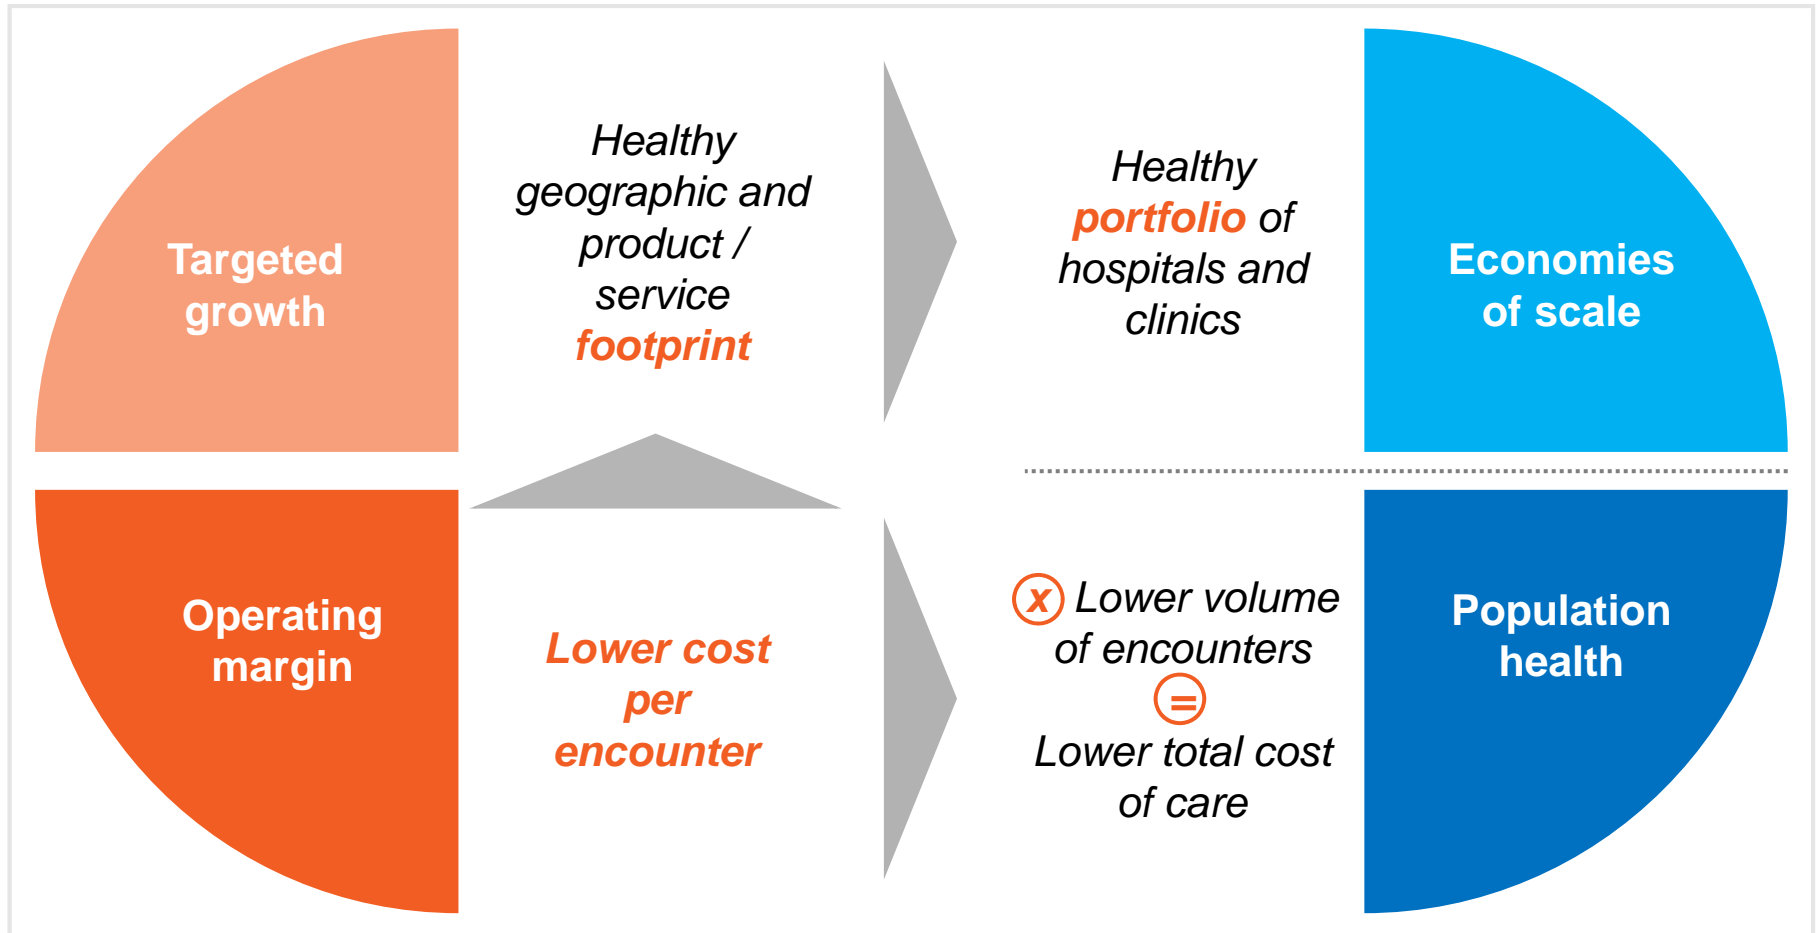 Targeted
growth
Healthy
geographic and
product /
service
footprint
Healthy
portfolio of
hospitals and
clinics
Economies
of scale
Operating
margin
Lower cost
per
encounter
x Lower volume
of encounters
=
Lower total cost
of care
Population
health